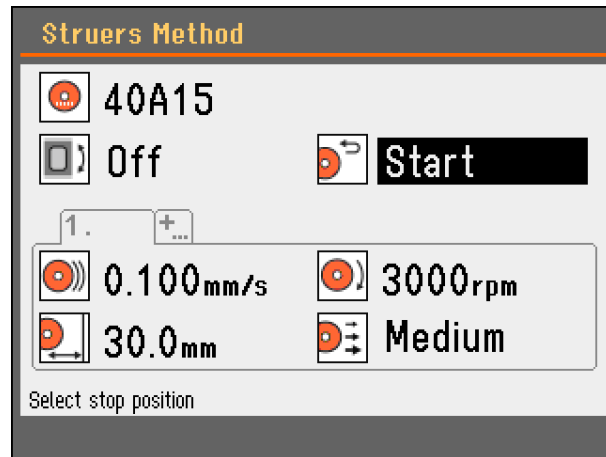 Struers Method
40A15
Off Start
1. +...
0.100mm/s 3000rpm
30.0mm Medium
Select stop position